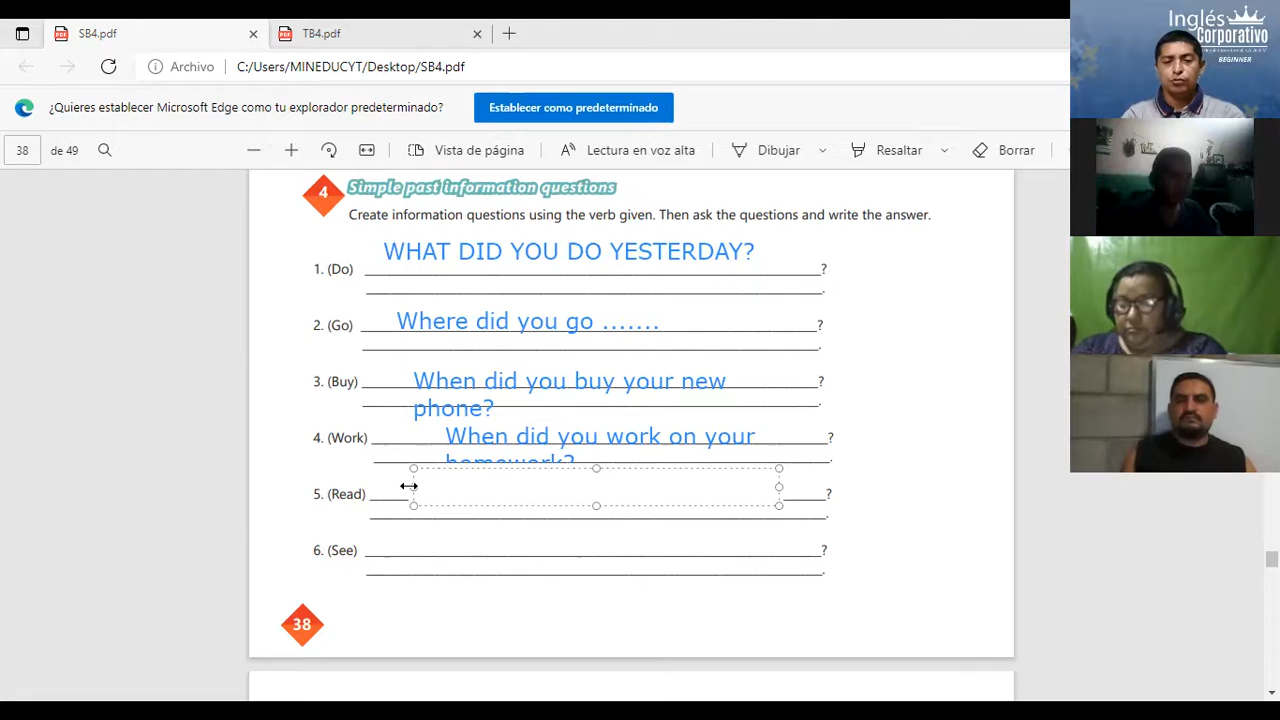 SB4.pdf
TB4.pdf
Archivo
C:/Users/MINEDUCYT/Desktop/SB4.pdf
¿Quieres establecer Microsoft Edge como tu explorador predeterminado?
Establecer como predeterminado
38
de 49
Vista de página
Lectura en voz alta
Dibujar
Resaltar
Borrar
4
Simple past information questions
Create information questions using the verb given. Then ask the questions and write the answer.
WHAT DID YOU DO YESTERDAY?
1. (Do) ?
.
Where did you go .......
2. (Go) ?
.
When did you buy your new
3. (Buy) ?
phone?
.
When did you work on your
4. (Work) ?
homework?
.
5. (Read) ?
.
6. (See) ?
.
38
Inglés
Corporativo
BEGINNER